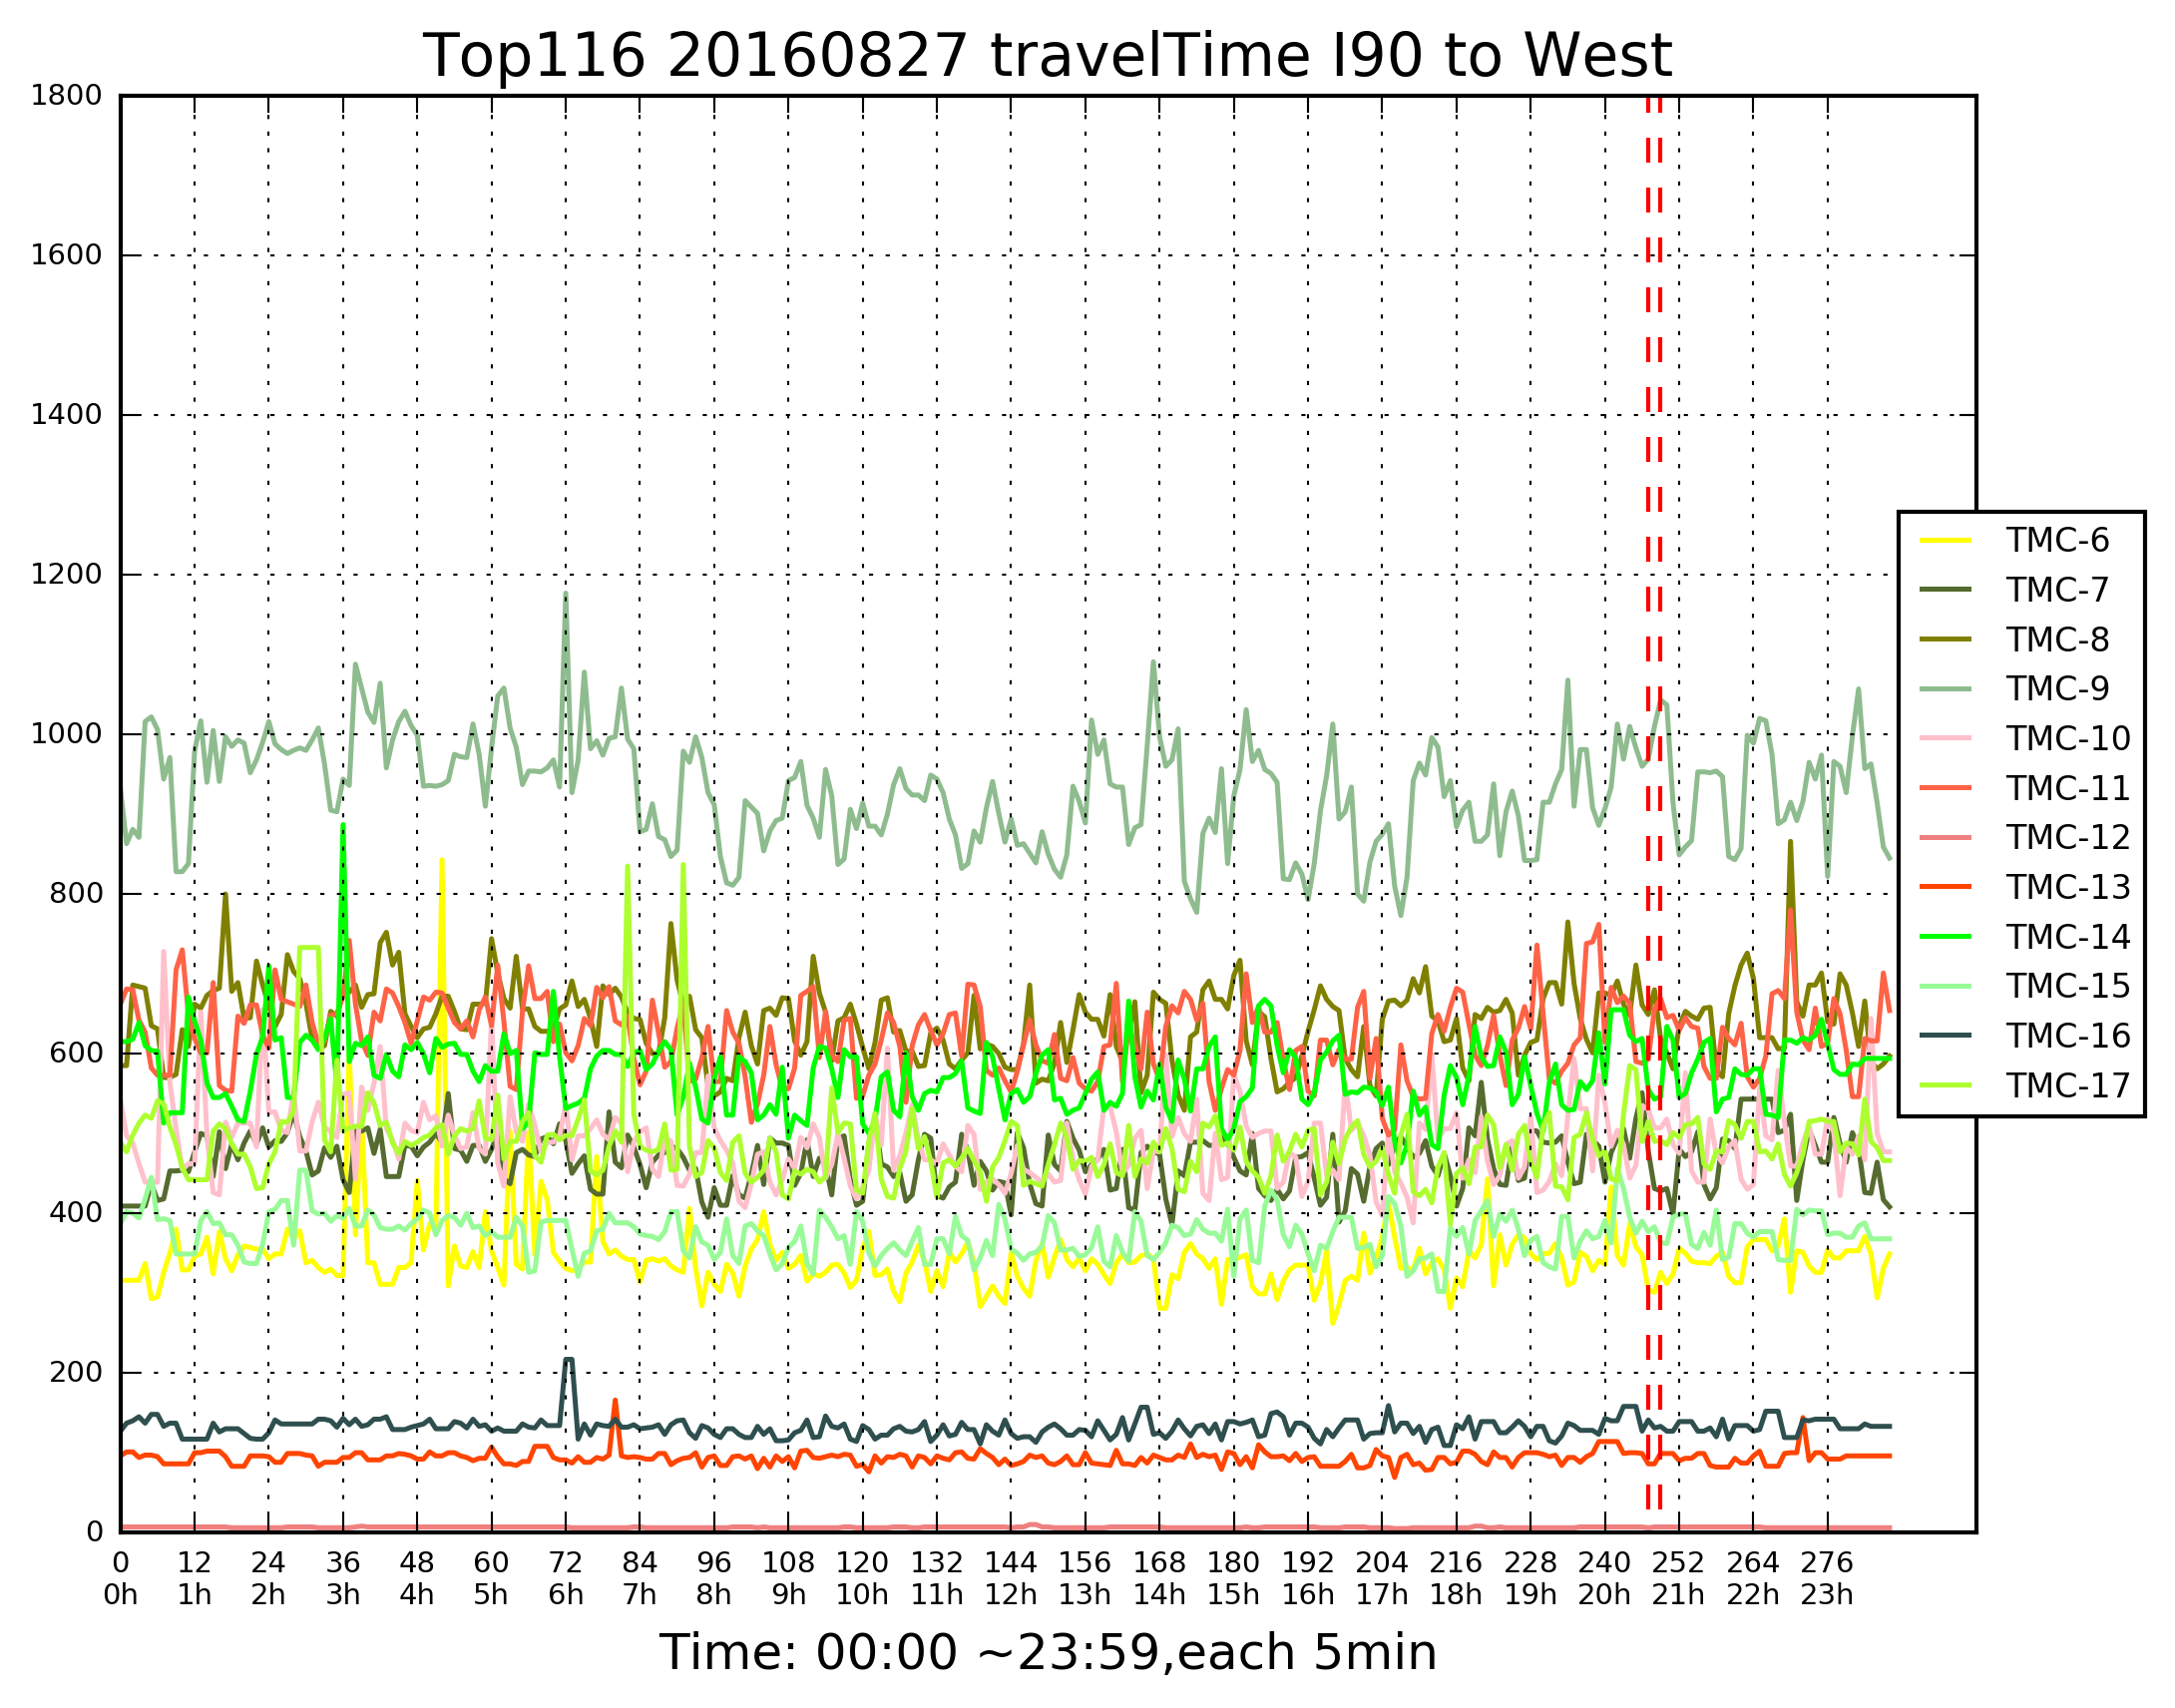 Top116 20160827 travelTime I90 to West
1800
1600
1400
1200
1000
800
600
400
200
0
TMC-6
TMC-7
TMC-8
TMC-9
TMC-10
TMC-11
TMC-12
TMC-13
TMC-14
TMC-15
TMC-16
TMC-17
0 12 24 36 48 60 72 84 96 108 120 132 144 156 168 180 192 204 216 228 240 252 264 276
0h 1h 2h 3h 4h 5h 6h 7h 8h 9h 10h 11h 12h 13h 14h 15h 16h 17h 18h 19h 20h 21h 22h 23h
Time: 00:00 ~23:59,each 5min